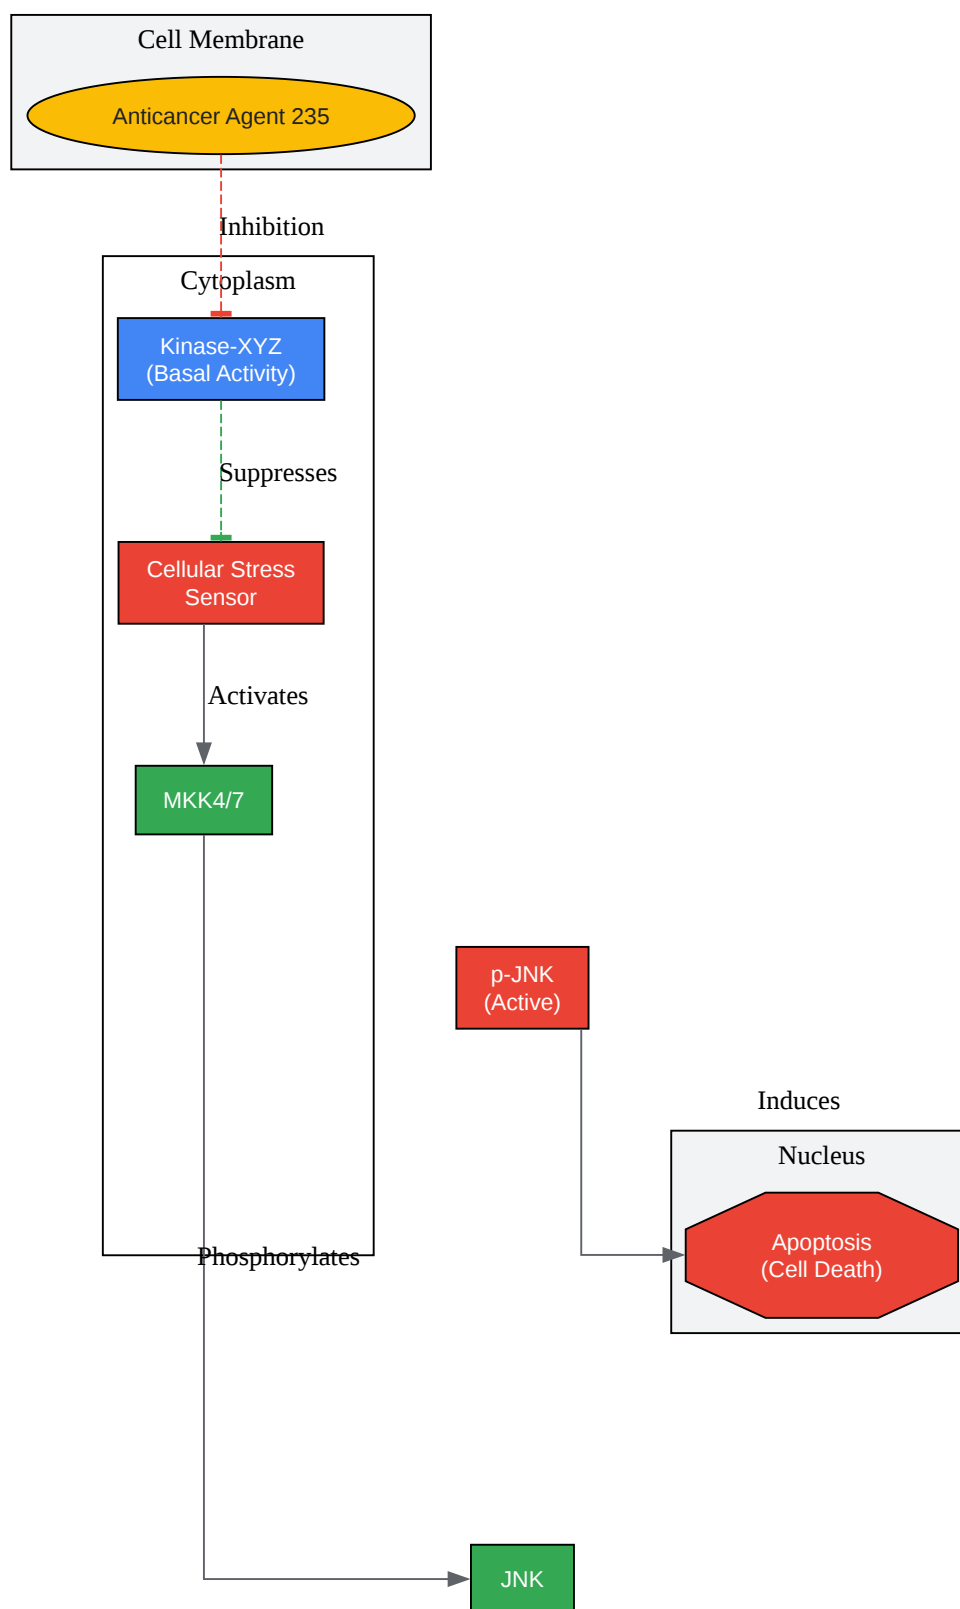 Cell Membrane
Anticancer Agent 235
Inhibition
Cytoplasm
Kinase-XYZ
(Basal Activity)
Suppresses
Cellular Stress
Sensor
Activates
MKK4/7
p-JNK
(Active)
Induces
Nucleus
Apoptosis
(Cell Death)
Phosphorylates
JNK